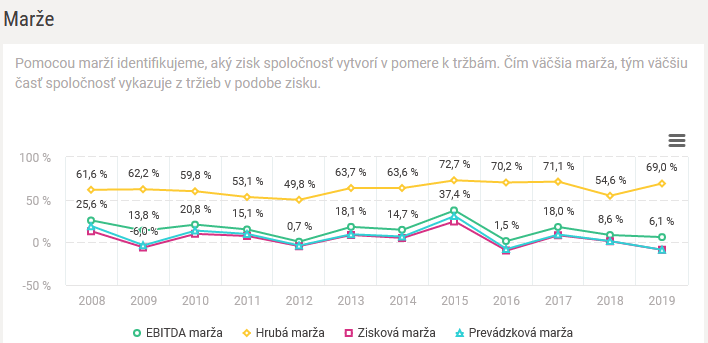 Marže
Pomocou marží identifikujeme, aký zisk spoločnosť vytvorí v pomere k tržbám. Čím väčšia marža, tým väčšiu
časť spoločnosť vykazuje z tržieb v podobe zisku.
100 %
50 %
0 %
-50 %
61,6 % 62,2 % 59,8 % 53,1 % 49,8 % 63,7 % 63,6 % 72,7 % 70,2 % 71,1 % 54,6 % 69,0 %
25,6 % 13,8 % 20,8 % 15,1 % 0,7 % 18,1 % 14,7 % 37,4 % 1,5 % 18,0 % 8,6 % 6,1 %
-6,0 %
2008 2009 2010 2011 2012 2013 2014 2015 2016 2017 2018 2019
EBITDA marža Hrubá marža Zisková marža Prevádzková marža